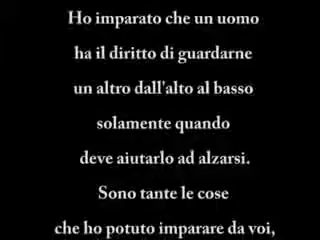 Ho imparato che un uomo
ha il diritto di guardarne
un altro dall'alto al basso
solamente quando
deve aiutarlo ad alzarsi.
Sono tante le cose
che ho potuto imparare da voi,